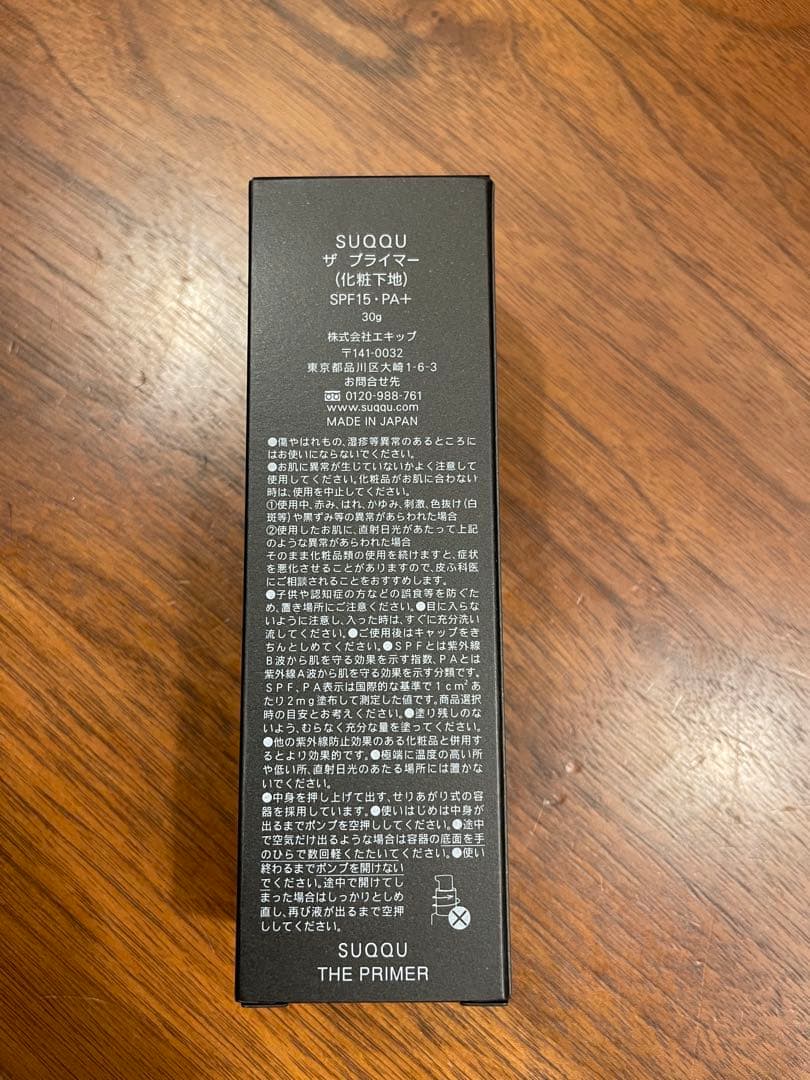 SUQQU
ザ プライマー
(化粧下地)
SPF15・PA+
30g
株式会社エキップ
〒141-0032
東京都品川区大崎1-6-3
お問合せ先
0120-988-761
www.suqqu.com
MADE IN JAPAN
●傷やはれもの、湿疹等異常のあるところに
はお使いにならないでください。
●お肌に異常が生じていないかよく注意して
使用してください。化粧品がお肌に合わない
時は、使用を中止してください。
①使用中、赤み、はれ、かゆみ、刺激、色抜け(白
斑等)や黒ずみ等の異常があらわれた場合
②使用したお肌に、直射日光があたって上記
のような異常があらわれた場合
そのまま化粧品類の使用を続けますと、症状
を悪化させることがありますので、皮ふ科医
にご相談されることをおすすめします。
●子供や認知症の方などの誤食等を防ぐた
め、置き場所にご注意ください。●目に入らな
いように注意し、入った時は、すぐに充分洗い
流してください。●ご使用後はキャップをき
ちんとしめてください。●SPFとは紫外線
B波から肌を守る効果を示す指数、PAとは
紫外線A波から肌を守る効果を示す分類です。
SPF、PA表示は国際的な基準で1cm²あ
たり2mg塗布して測定した値です。商品選択
時の目安とお考えください。●塗り残しのな
いよう、むらなく充分な量を塗ってください。
●他の紫外線防止効果のある化粧品と併用す
るとより効果的です。●極端に温度の高い所
や低い所、直射日光のあたる場所には置かな
いでください。
●中身を押し上げて出す、せりあがり式の容
器を採用しています。●使いはじめは中身が
出るまでポンプを空押ししてください。●途中
で空気だけ出るような場合は容器の底面を手
のひらで数回軽くたたいてください。●使い
終わるまでポンプを開けない
でください。途中で開けてし
まった場合はしっかりとしめ
直し、再び液が出るまで空押
ししてください。
SUQQU
THE PRIMER